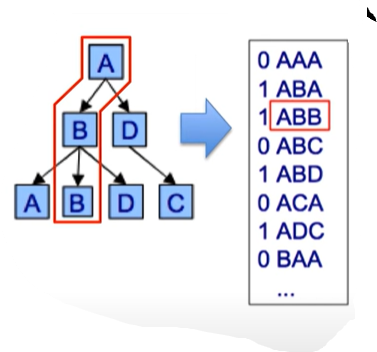 A
B D
A B D C
0 AAA
1 ABA
1 ABB
0 ABC
1 ABD
0 ACA
1 ADC
0 BAA
...